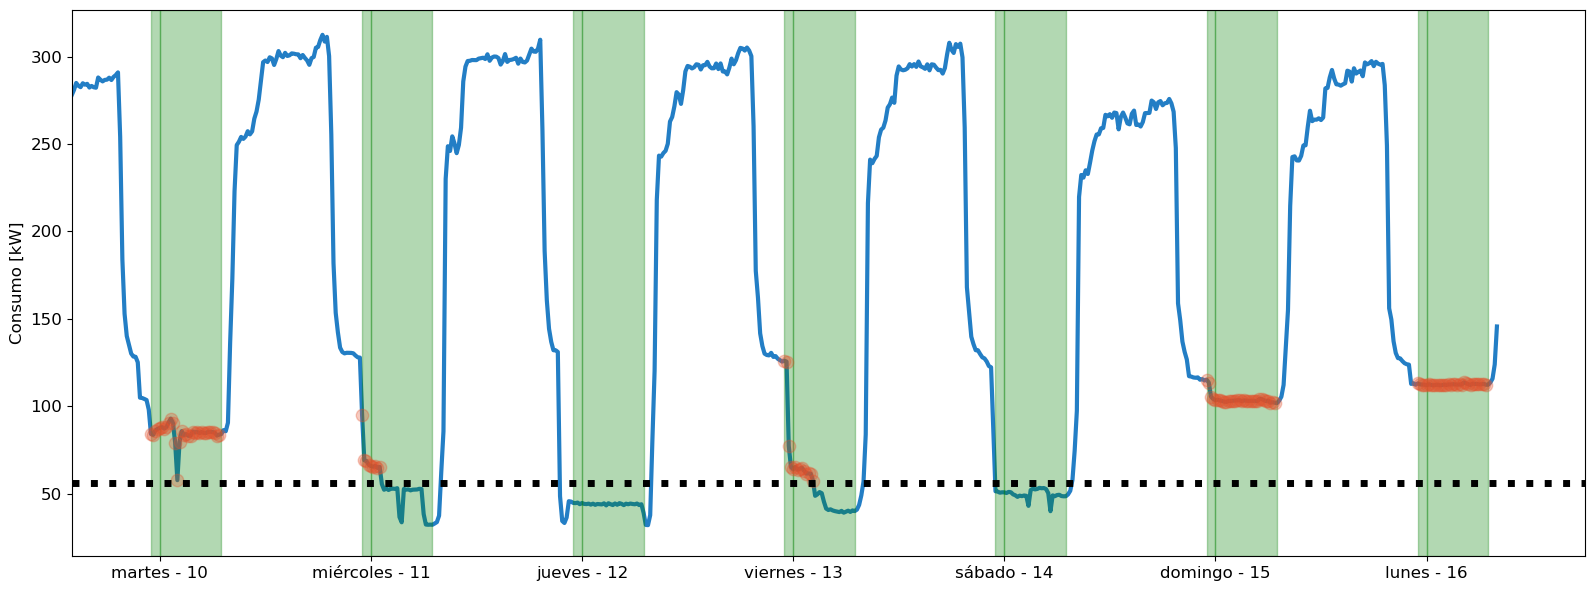 Consumo [kW]
300
250
200
150
100
50
martes - 10
miércoles - 11
jueves - 12
viernes - 13
sábado - 14
domingo - 15
lunes - 16